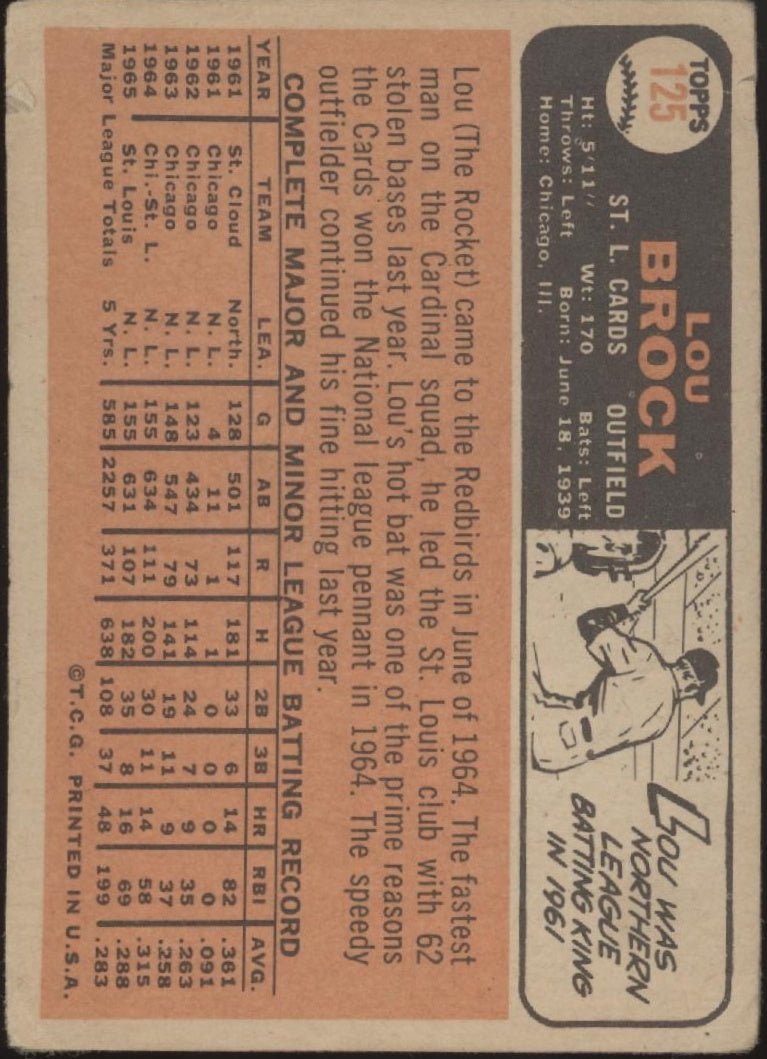 TOPPS
125
LOU
BROCK
ST. L. CARDS OUTFIELD
Ht: 5'11" Wt: 170 Bats: Left
Throws: Left Born: June 18, 1939
Home: Chicago, Ill.
LOU WAS
NORTHERN
LEAGUE
BATTING KING
IN 1961
Lou (The Rocket) came to the Redbirds in June of 1964. The fastest
man on the Cardinal squad, he led the St. Louis club with 62
stolen bases last year. Lou's hot bat was one of the prime reasons
the Cards won the National league pennant in 1964. The speedy
outfielder continued his fine hitting last year.
COMPLETE MAJOR AND MINOR LEAGUE BATTING RECORD
YEAR TEAM LEA. G AB R H 2B 3B HR RBI AVG.
1961 St. Cloud North. 128 501 117 181 33 6 14 82 .361
1961 Chicago N. L. 4 11 1 1 0 0 0 0 .091
1962 Chicago N. L. 123 434 73 114 24 7 9 35 .263
1963 Chicago N. L. 148 547 79 141 19 11 9 37 .258
1964 Chi.-St. L. N. L. 155 634 111 200 30 11 14 58 .315
1965 St. Louis N. L. 155 631 107 182 35 8 16 69 .288
Major League Totals 5 Yrs. 585 2257 371 638 108 37 48 199 .283
©T.C.G. PRINTED IN U.S.A.